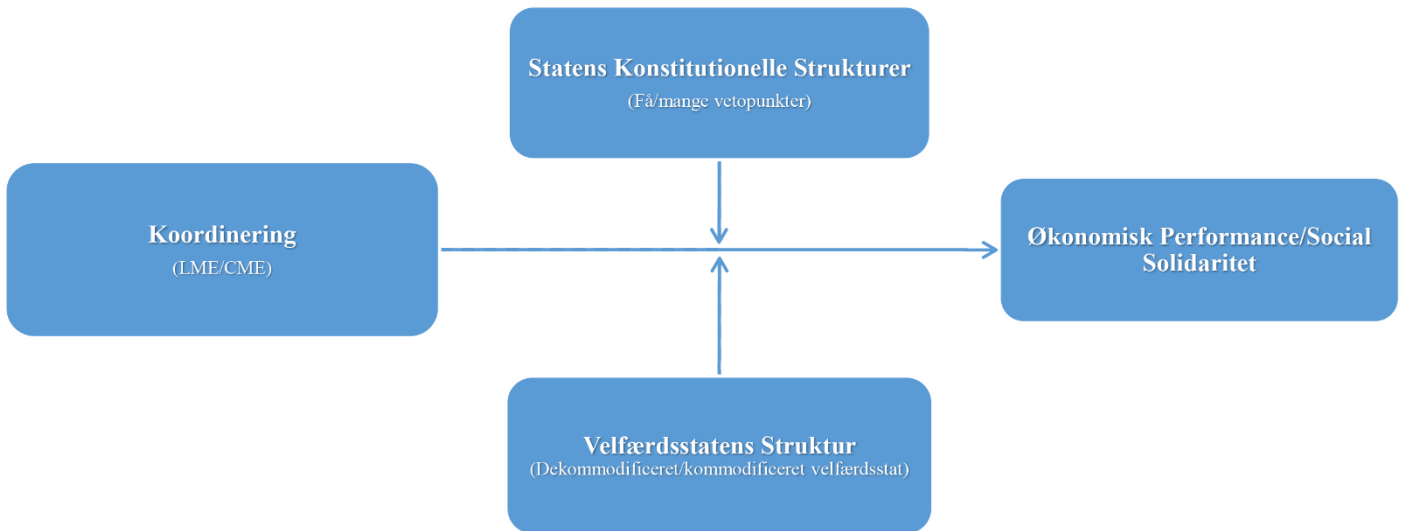 Statens Konstitutionelle Strukturer
(Få/mange vetopunkter)
Koordinering
(LME/CME)
Økonomisk Performance/Social
Solidaritet
Velfærdsstatens Struktur
(Dekommodificeret/kommodificeret velfærdsstat)